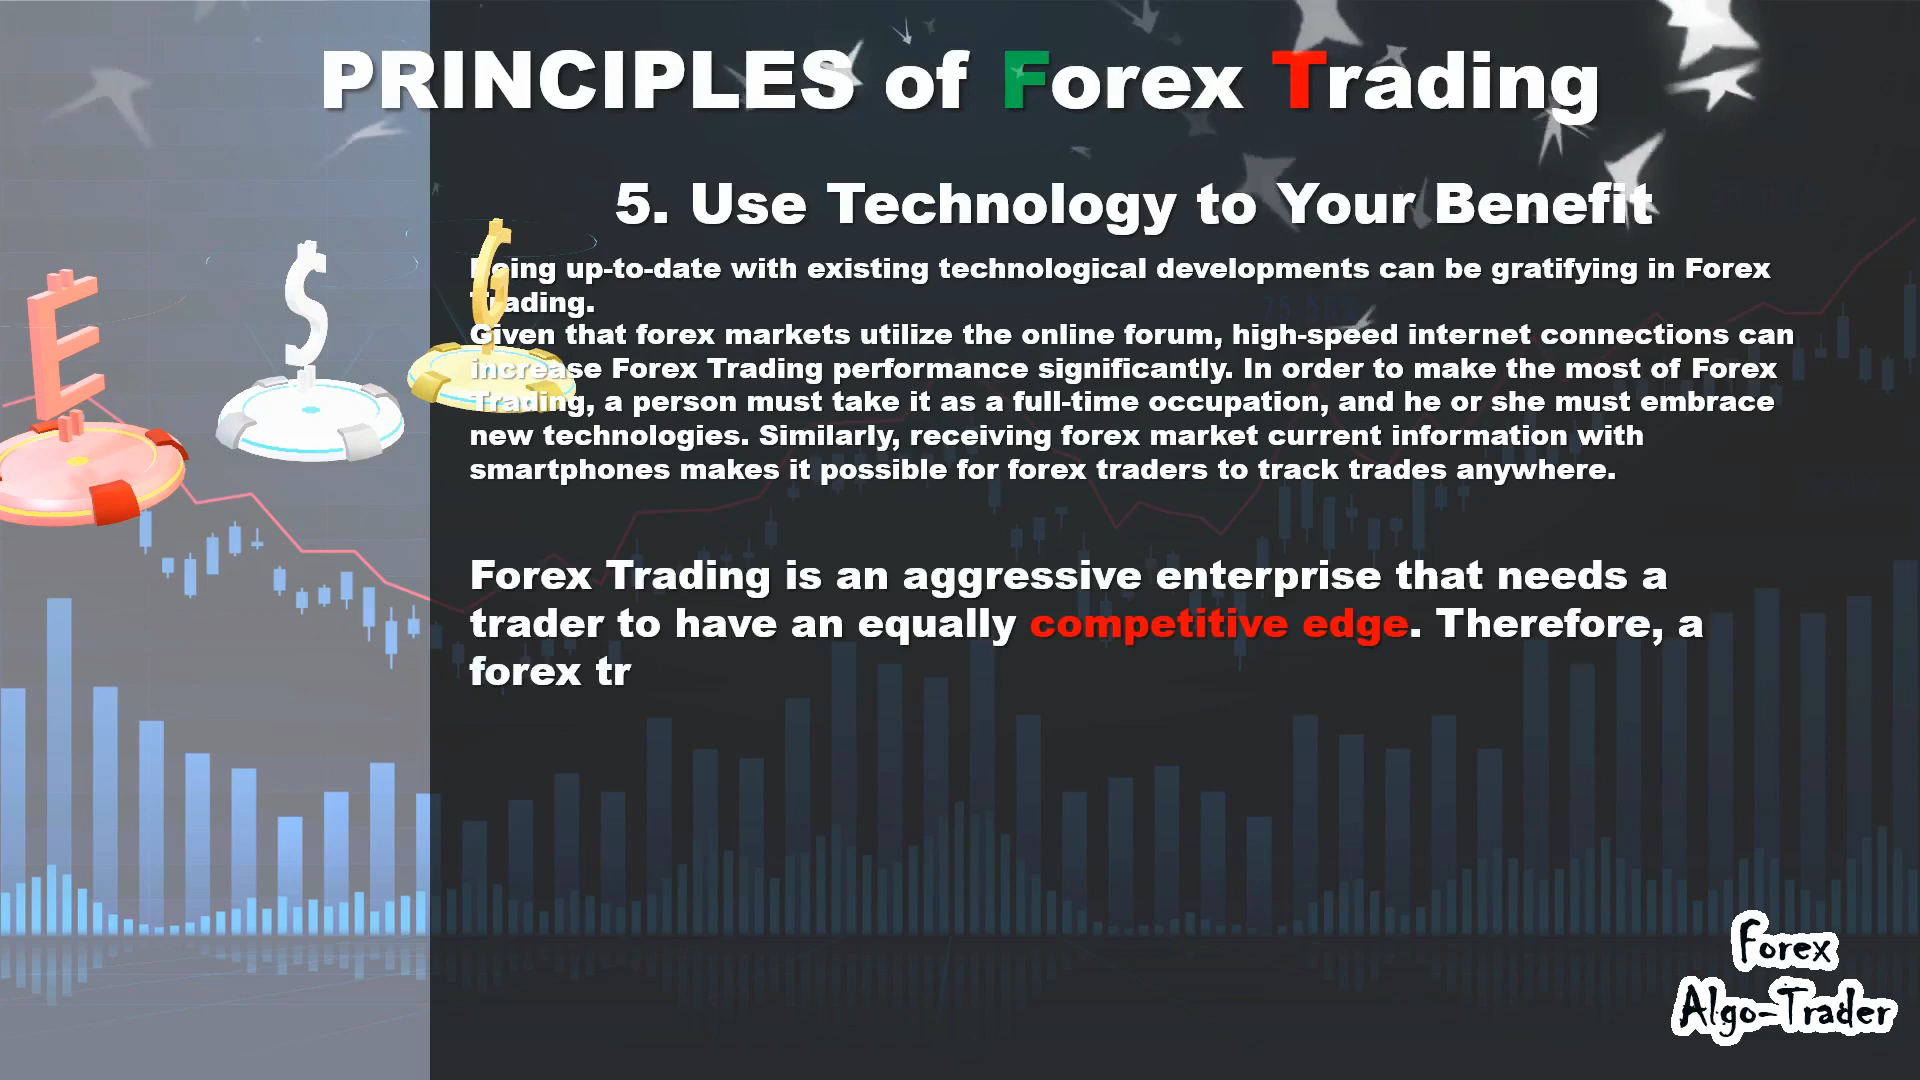 PRINCIPLES of Forex Trading
5. Use Technology to Your Benefit
Being up-to-date with existing technological developments can be gratifying in Forex
Trading.
Given that forex markets utilize the online forum, high-speed internet connections can
increase Forex Trading performance significantly. In order to make the most of Forex
Trading, a person must take it as a full-time occupation, and he or she must embrace
new technologies. Similarly, receiving forex market current information with
smartphones makes it possible for forex traders to track trades anywhere.
Forex Trading is an aggressive enterprise that needs a
trader to have an equally competitive edge. Therefore, a
forex tr
Forex
Algo-Trader